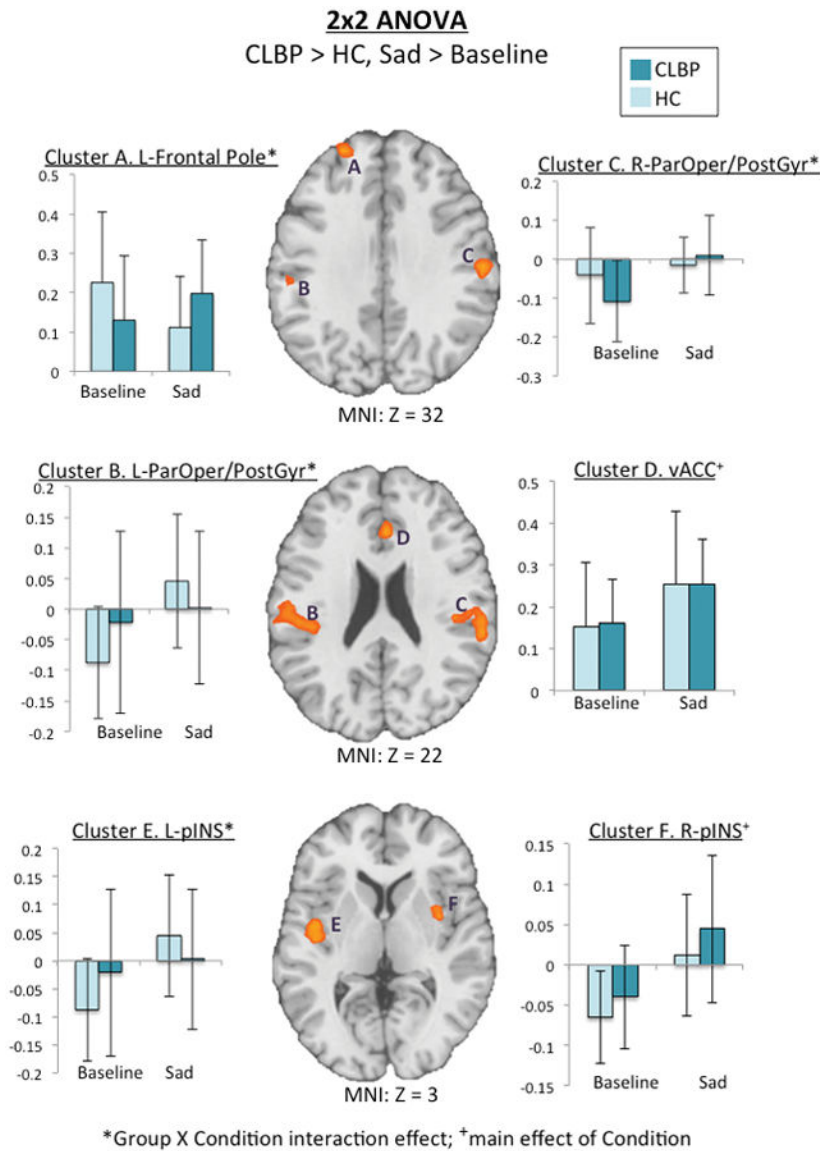 2x2 ANOVA
CLBP > HC, Sad > Baseline
CLBP
HC
Cluster A. L-Frontal Pole*
0.5
0.4
0.3
0.2
0.1
0
Baseline Sad
A
B
C
MNI: Z = 32
Cluster C. R-ParOper/PostGyr*
0.2
0.1
0
-0.1
-0.2
-0.3
Baseline Sad
Cluster B. L-ParOper/PostGyr*
0.2
0.15
0.1
0.05
0
-0.05
-0.1
-0.15
-0.2
Baseline Sad
D
B
C
MNI: Z = 22
Cluster D. vACC+
0.5
0.4
0.3
0.2
0.1
0
Baseline Sad
Cluster E. L-pINS*
0.2
0.15
0.1
0.05
0
-0.05
-0.1
-0.15
-0.2
Baseline Sad
E
F
MNI: Z = 3
Cluster F. R-pINS+
0.15
0.1
0.05
0
-0.05
-0.1
-0.15
Baseline Sad
*Group X Condition interaction effect; +main effect of Condition